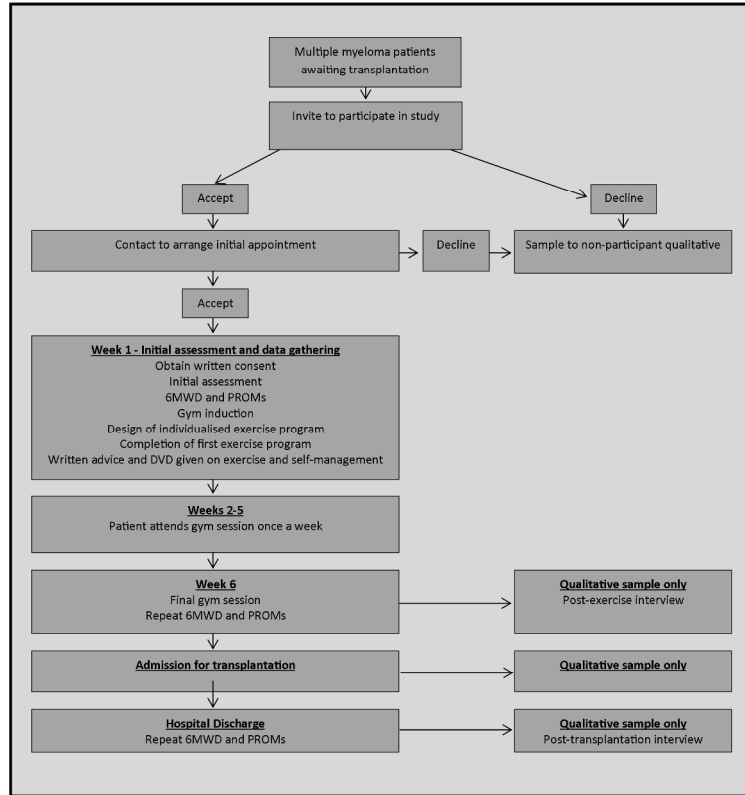 Multiple myeloma patients
awaiting transplantation
Invite to participate in study
Accept
Decline
Contact to arrange initial appointment
Decline
Sample to non-participant qualitative
Accept
Week 1 - Initial assessment and data gathering
Obtain written consent
Initial assessment
6MWD and PROMs
Gym induction
Design of individualised exercise program
Completion of first exercise program
Written advice and DVD given on exercise and self-management
Weeks 2-5
Patient attends gym session once a week
Week 6
Final gym session
Repeat 6MWD and PROMs
Qualitative sample only
Post-exercise interview
Admission for transplantation
Qualitative sample only
Hospital Discharge
Repeat 6MWD and PROMs
Qualitative sample only
Post-transplantation interview